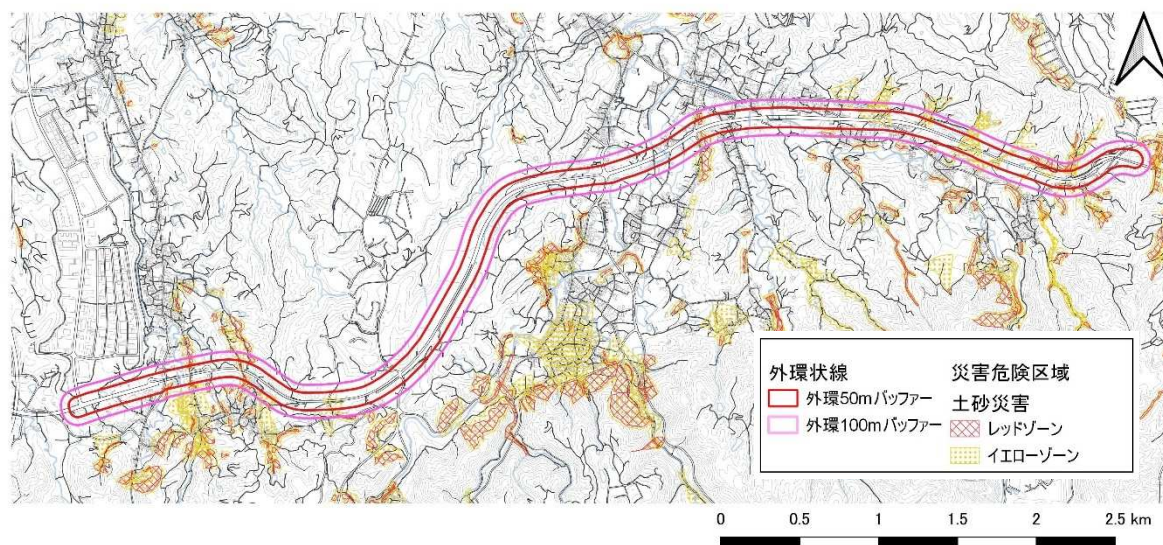 外環状線
外環50mバッファー
外環100mバッファー
災害危険区域
土砂災害
レッドゾーン
イエローゾーン
0 0.5 1 1.5 2 2.5 km